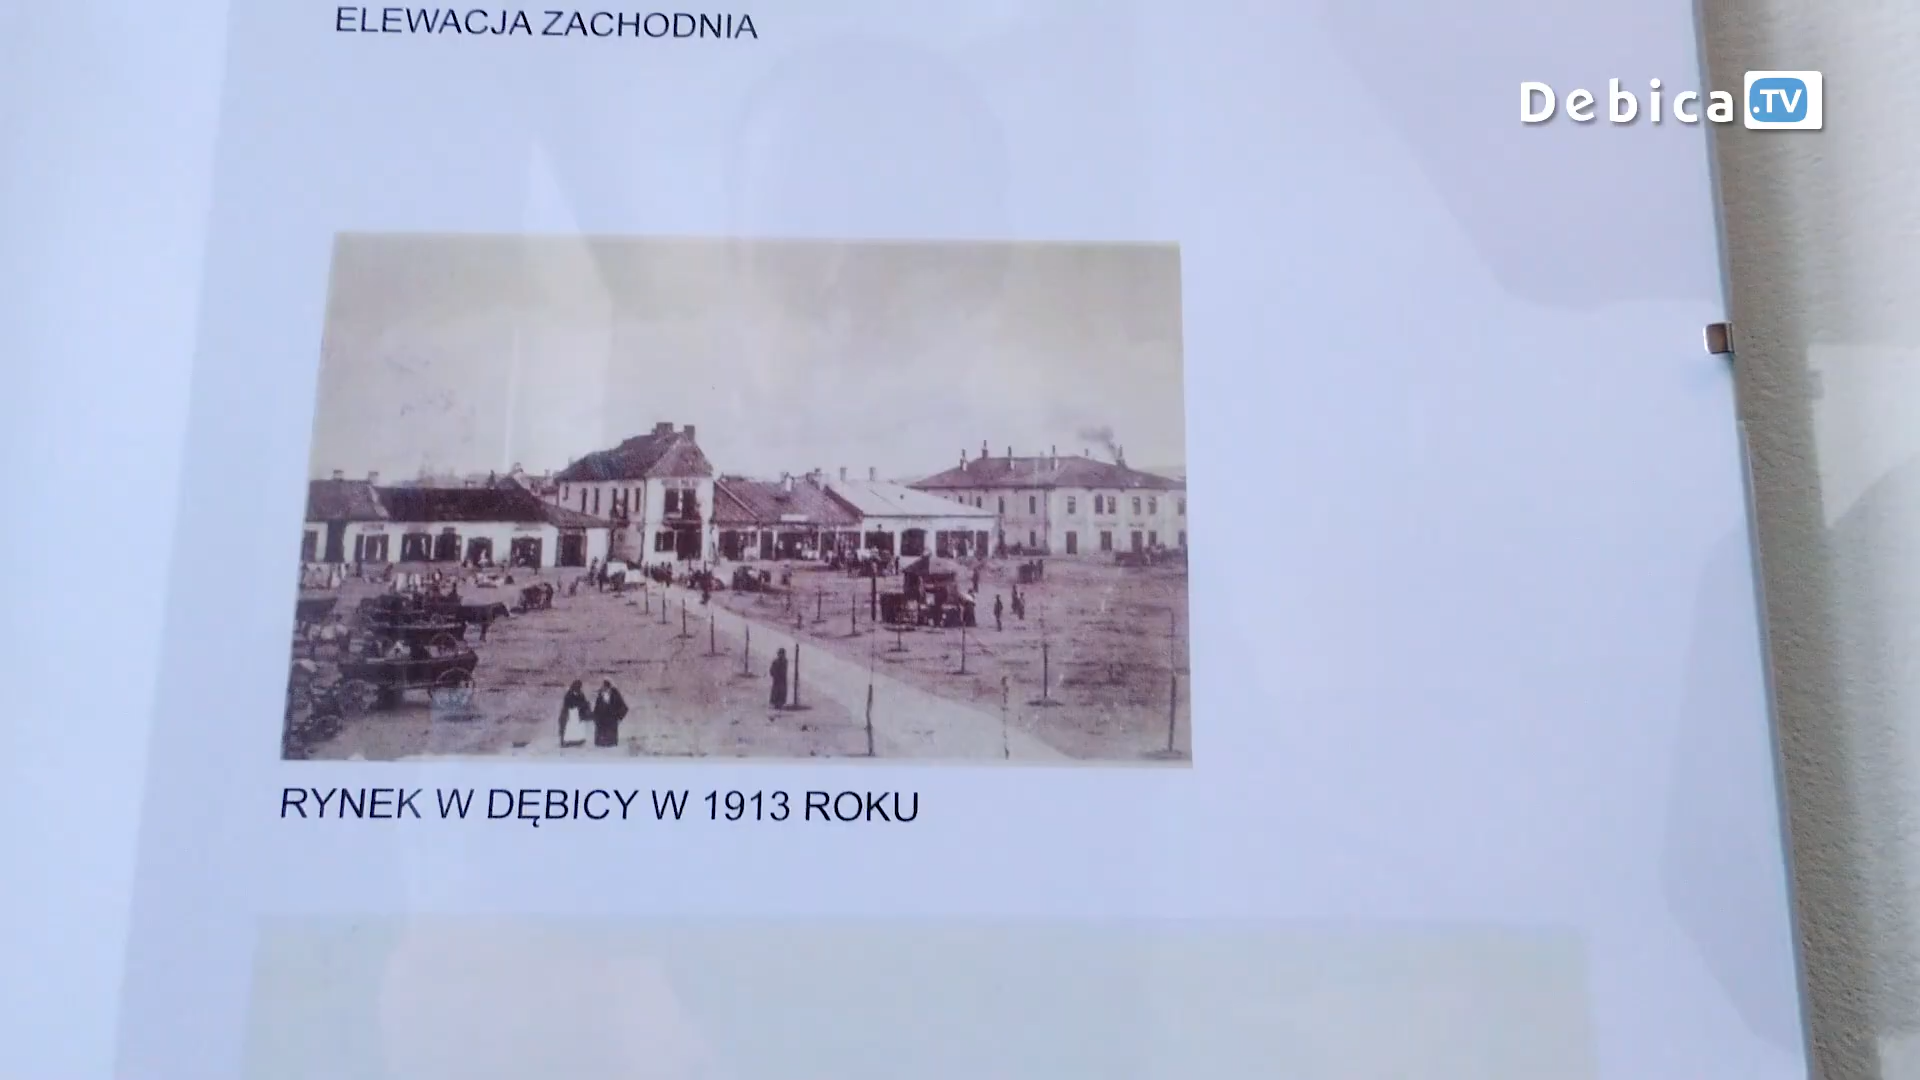 ELEWACJA ZACHODNIA
Debica.TV
RYNEK W DĘBICY W 1913 ROKU